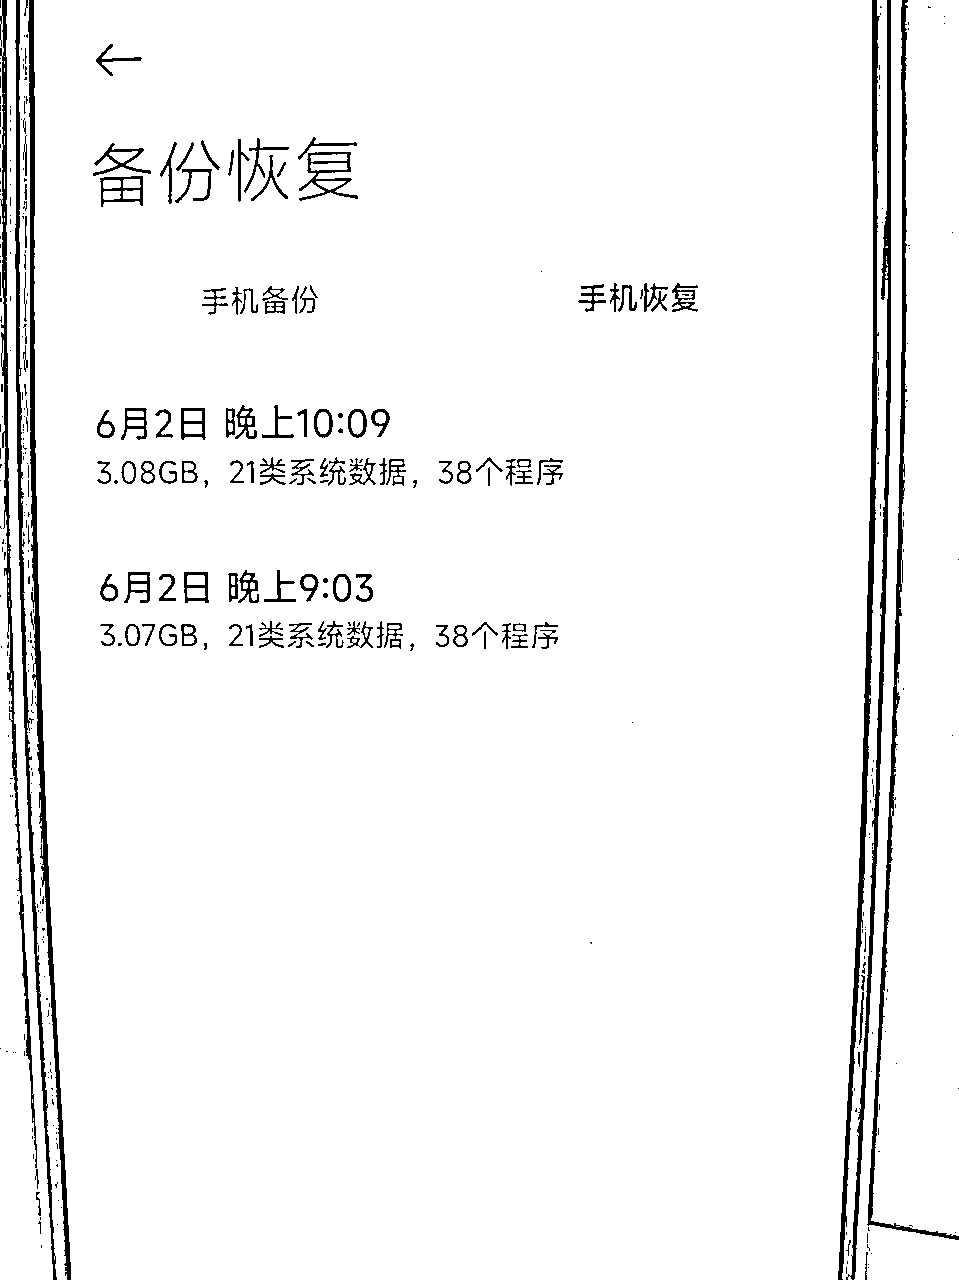 备份恢复
手机备份 手机恢复
6月2日 晚上10:09
3.08GB，21类系统数据，38个程序
6月2日 晚上9:03
3.07GB，21类系统数据，38个程序